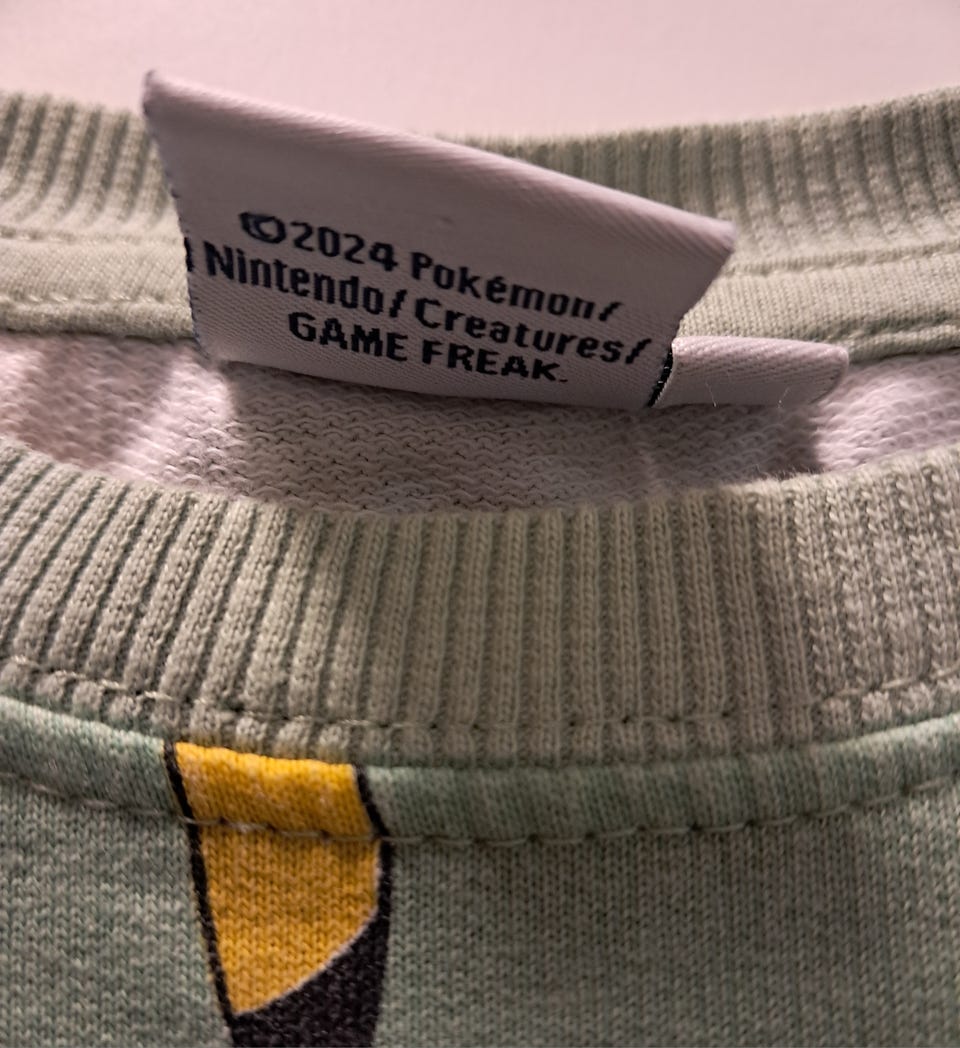 ©2024 Pokémon/
Nintendo/Creatures/
GAME FREAK.